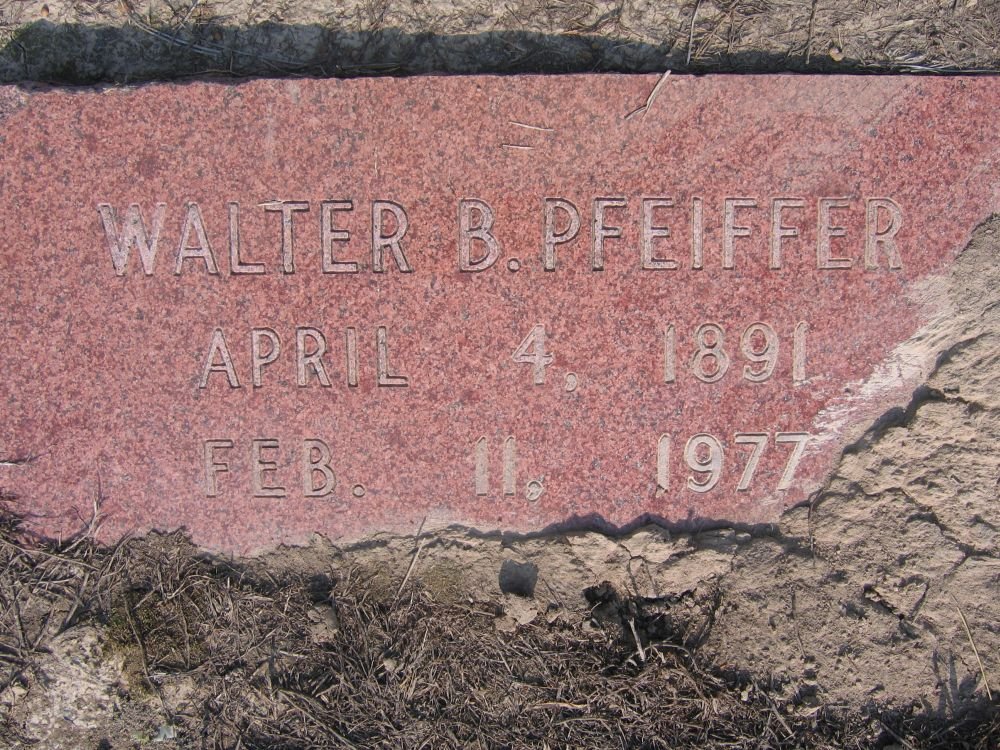 WALTER B. PFEIFFER
APRIL 4, 1891
FEB. 11, 1977